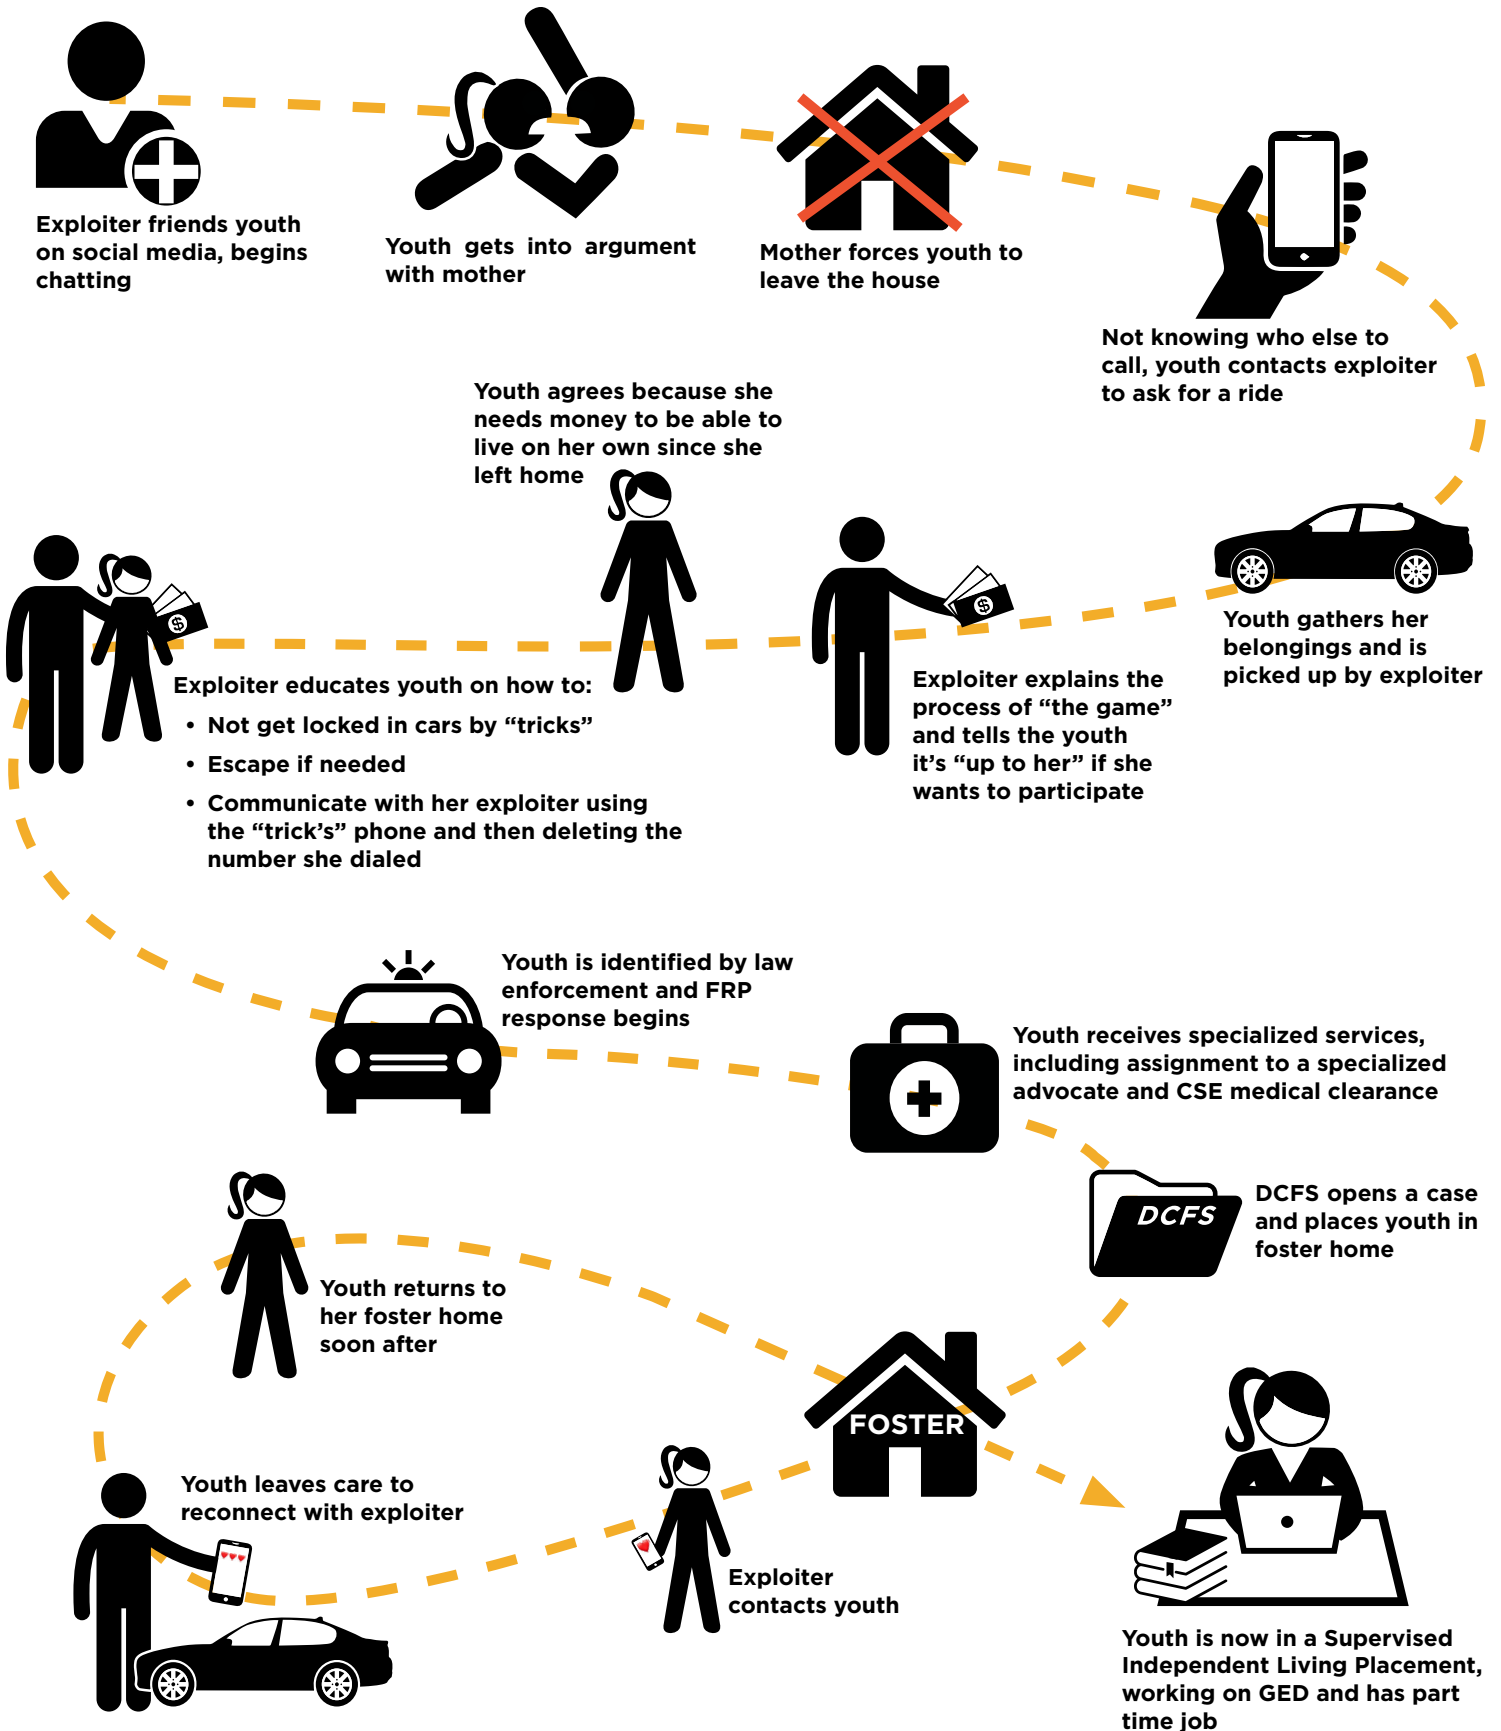 Exploiter friends youth
on social media, begins
chatting
Youth gets into argument
with mother
Mother forces youth to
leave the house
Not knowing who else to
call, youth contacts exploiter
to ask for a ride
Youth gathers her
belongings and is
picked up by exploiter
$
Exploiter explains the
process of “the game”
and tells the youth
it’s “up to her” if she
wants to participate
Youth agrees because she
needs money to be able to
live on her own since she
left home
$
Exploiter educates youth on how to:
• Not get locked in cars by “tricks”
• Escape if needed
• Communicate with her exploiter using
the “trick’s” phone and then deleting the
number she dialed
Youth is identified by law
enforcement and FRP
response begins
Youth receives specialized services,
including assignment to a specialized
advocate and CSE medical clearance
DCFS
DCFS opens a case
and places youth in
foster home
FOSTER
Exploiter
contacts youth
Youth leaves care to
reconnect with exploiter
Youth returns to
her foster home
soon after
Youth is now in a Supervised
Independent Living Placement,
working on GED and has part
time job